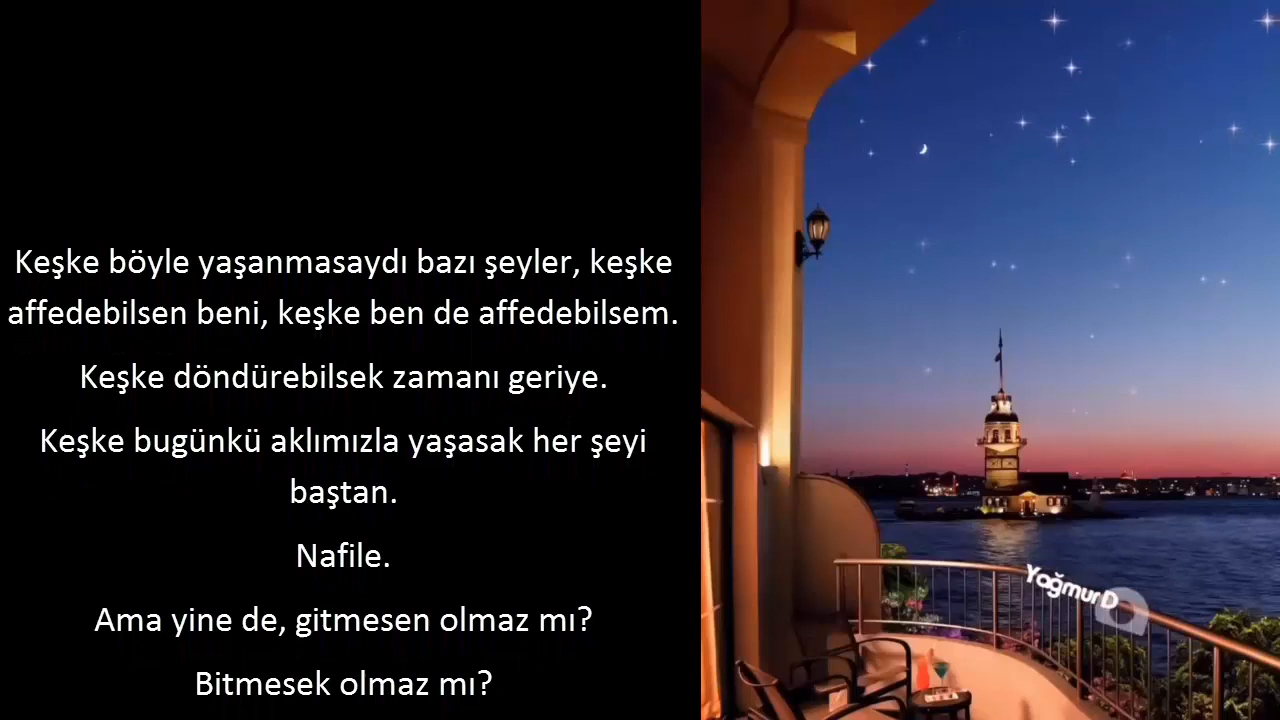 Keşke böyle yaşanmasaydı bazı şeyler, keşke
affedebilsen beni, keşke ben de affedebilsem.
Keşke döndürebilsek zamanı geriye.
Keşke bugünkü aklımızla yaşasak her şeyi
baştan.
Nafile.
Ama yine de, gitmesen olmaz mı?
Bitmesek olmaz mı?
YağmurD